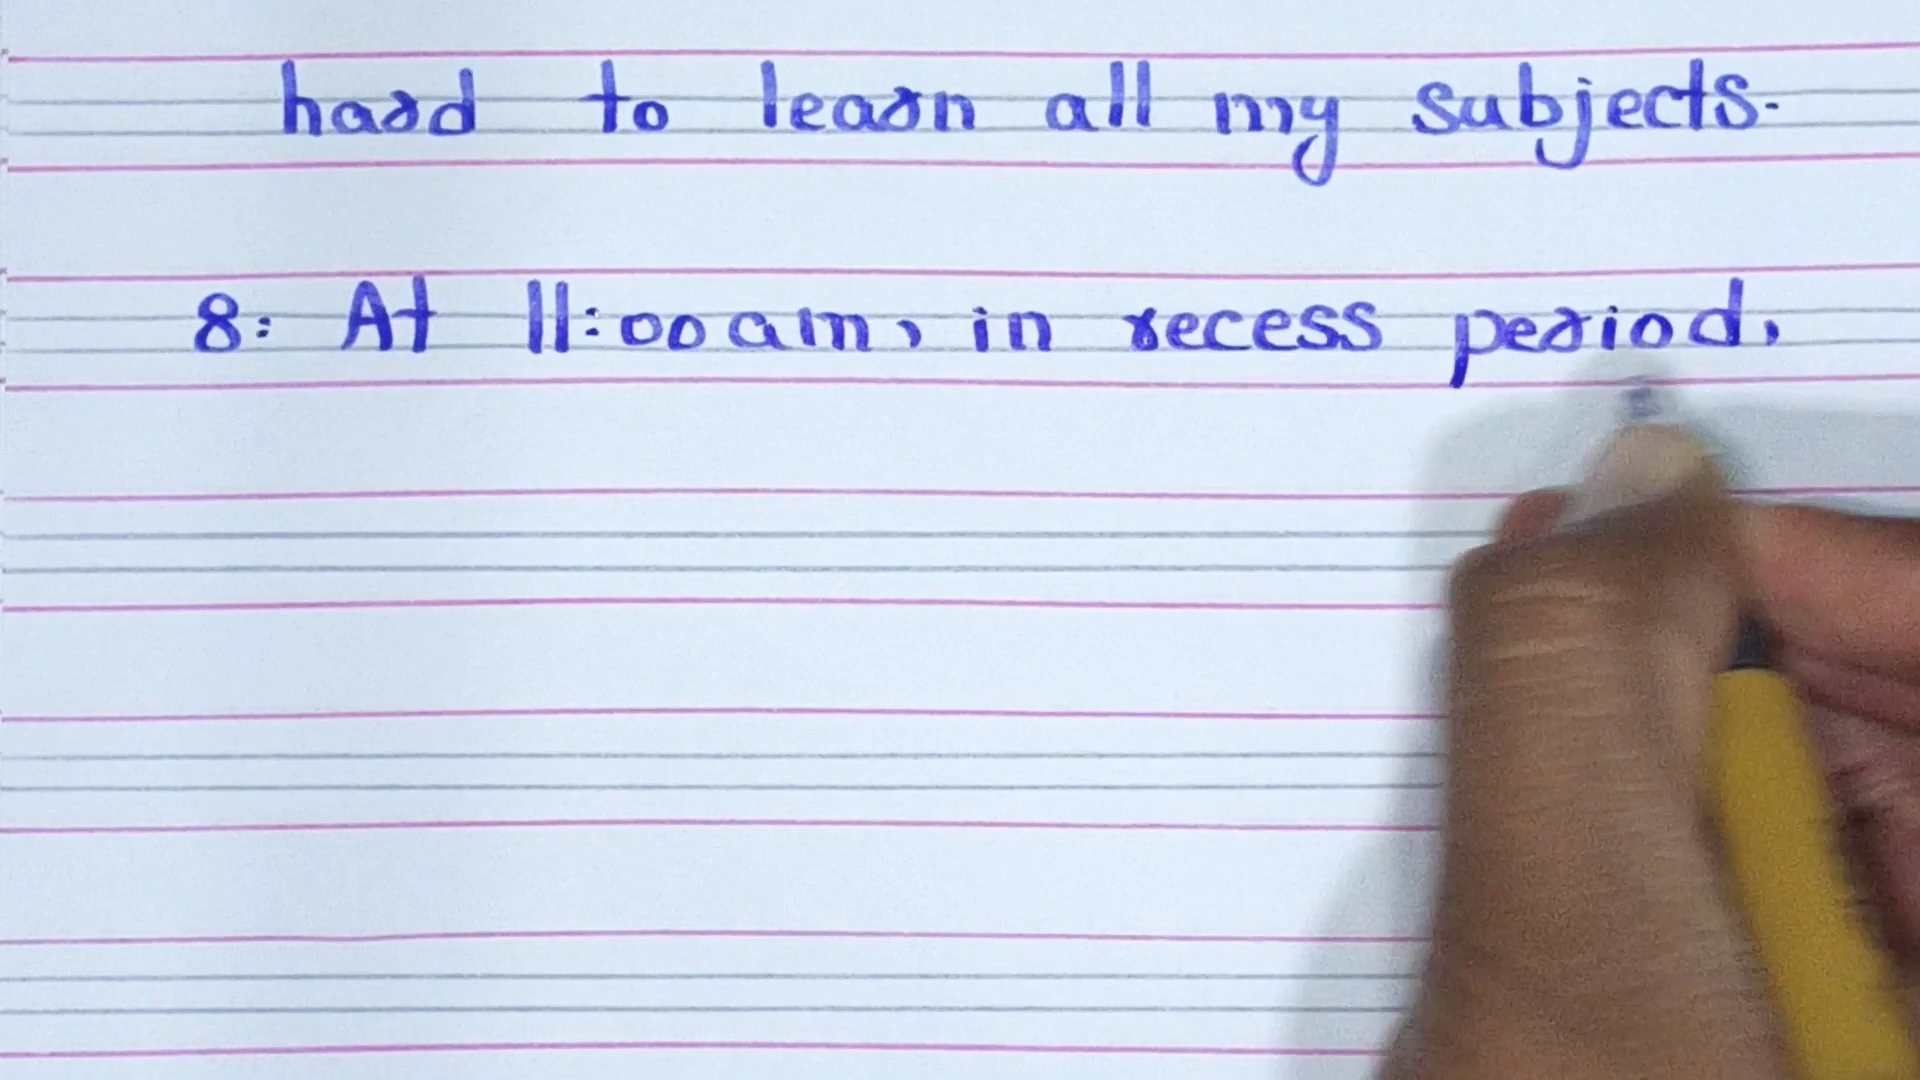 hard to learn all my subjects.
8: At 11:00 am, in recess period,